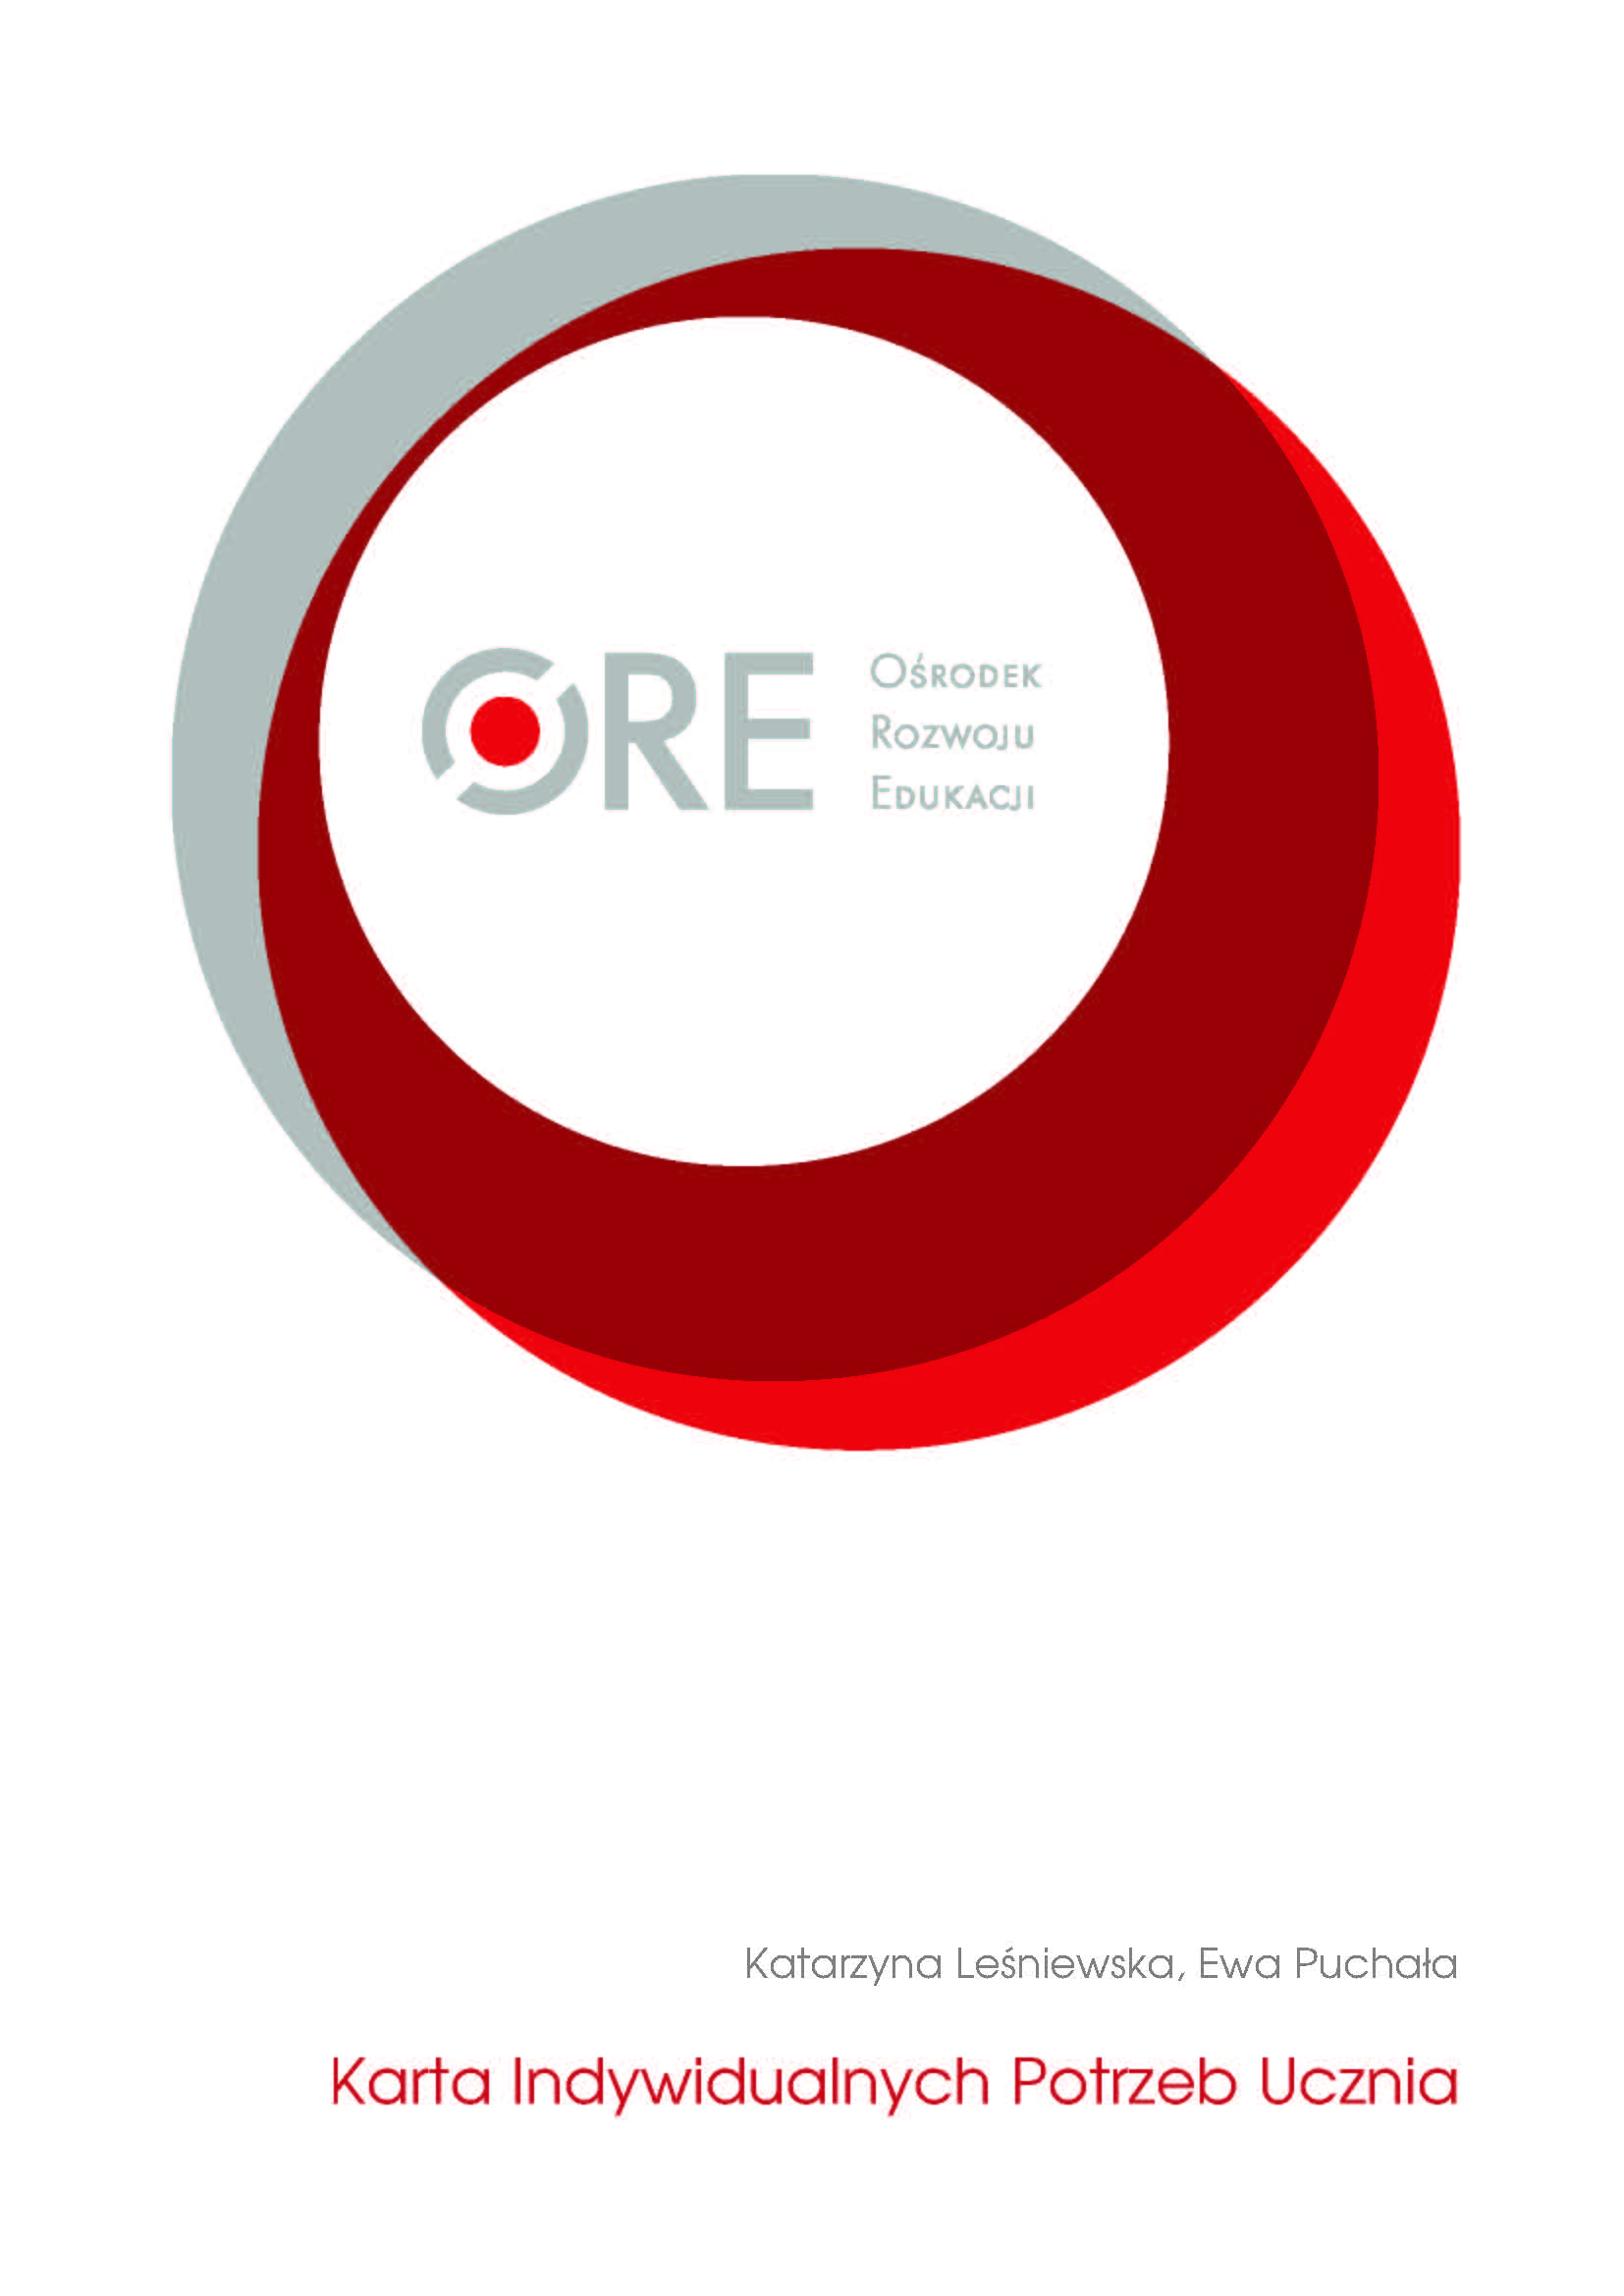 ORE
Ośrodek
Rozwoju
Edukacji
Katarzyna Leśniewska, Ewa Puchała
Karta Indywidualnych Potrzeb Ucznia